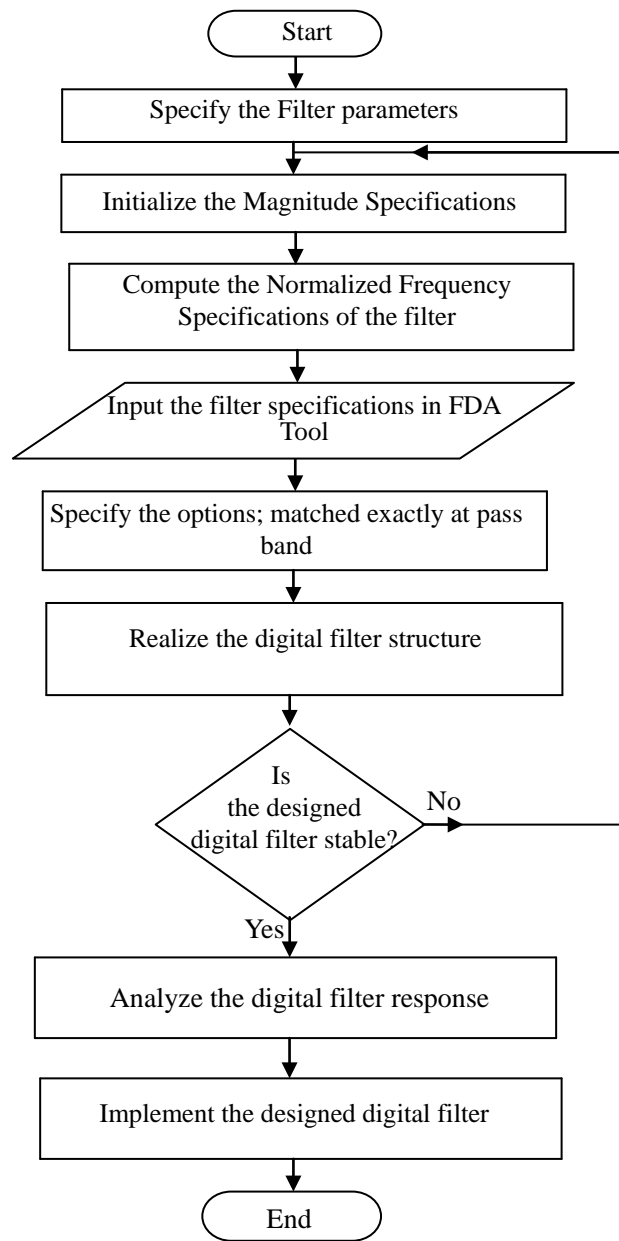 Start
Specify the Filter parameters
Initialize the Magnitude Specifications
Compute the Normalized Frequency
Specifications of the filter
Input the filter specifications in FDA
Tool
Specify the options; matched exactly at pass
band
Realize the digital filter structure
Is
the designed
digital filter stable?
No
Yes
Analyze the digital filter response
Implement the designed digital filter
End